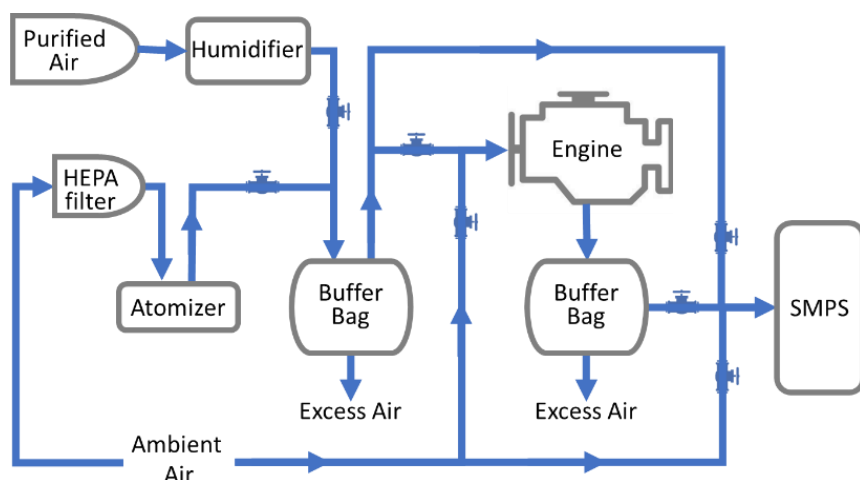 Purified
Air
Humidifier
HEPA
filter
Engine
Atomizer
Buffer
Bag
Buffer
Bag
SMPS
Excess Air
Excess Air
Ambient
Air